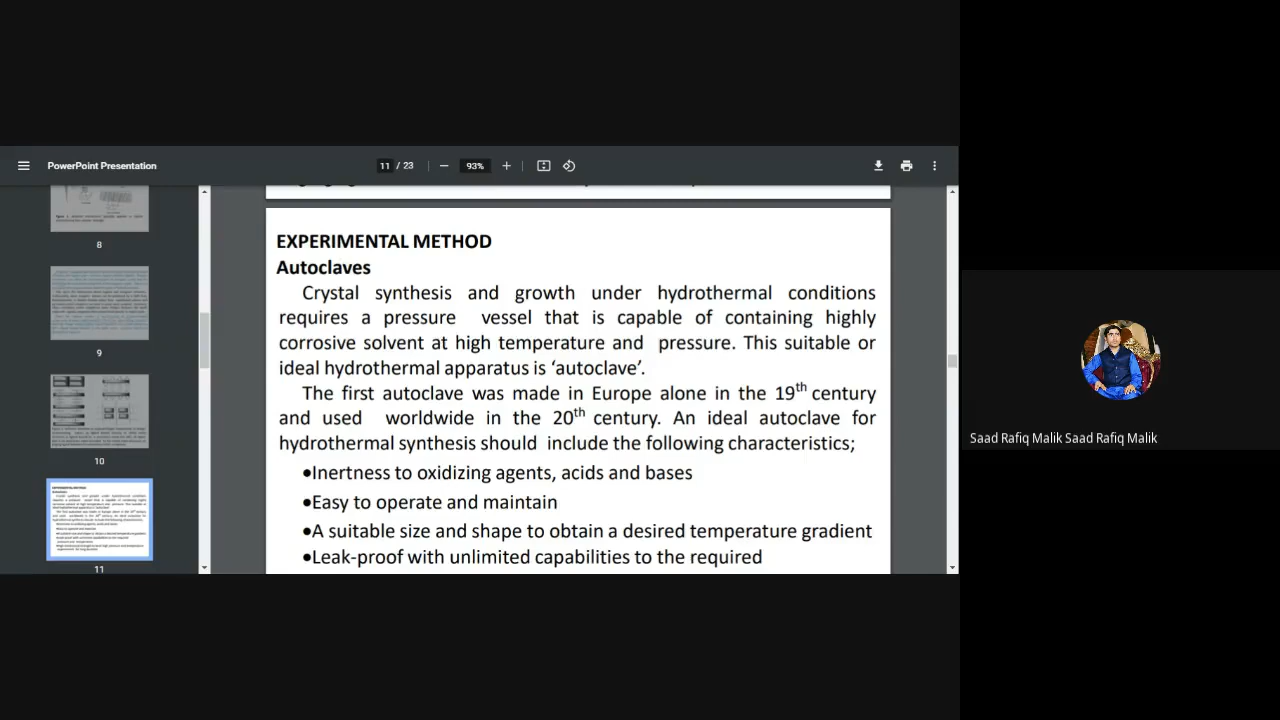 PowerPoint Presentation
11 / 23
93%
8
9
10
11
EXPERIMENTAL METHOD
Autoclaves
Crystal synthesis and growth under hydrothermal conditions
requires a pressure vessel that is capable of containing highly
corrosive solvent at high temperature and pressure. This suitable or
ideal hydrothermal apparatus is ‘autoclave’.
The first autoclave was made in Europe alone in the 19th century
and used worldwide in the 20th century. An ideal autoclave for
hydrothermal synthesis should include the following characteristics;
•Inertness to oxidizing agents, acids and bases
•Easy to operate and maintain
•A suitable size and shape to obtain a desired temperature gradient
•Leak-proof with unlimited capabilities to the required
Saad Rafiq Malik Saad Rafiq Malik